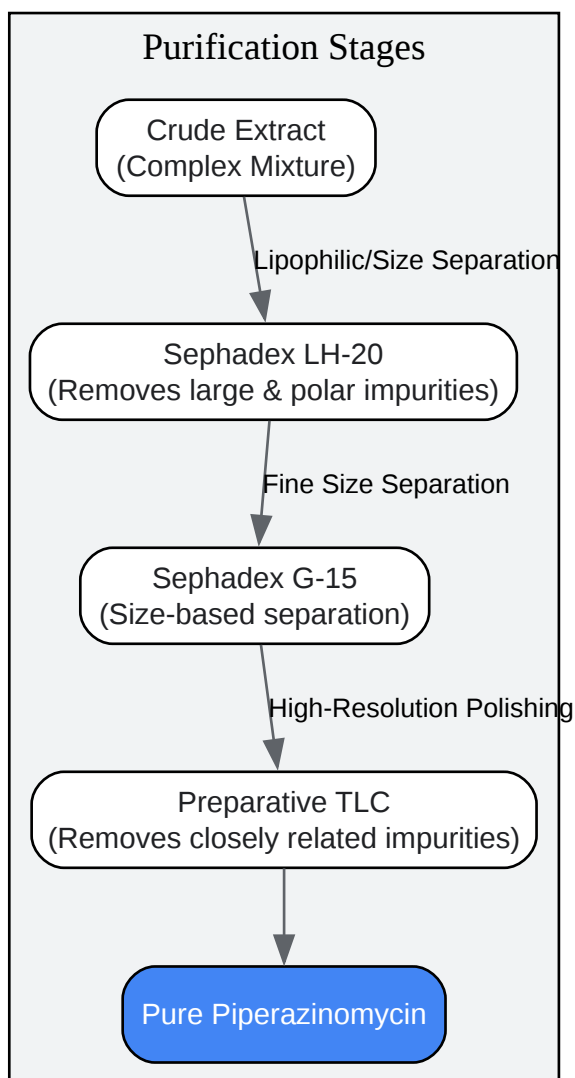 Purification Stages
Crude Extract
(Complex Mixture)
Lipophilic/Size Separation
Sephadex LH-20
(Removes large & polar impurities)
Fine Size Separation
Sephadex G-15
(Size-based separation)
High-Resolution Polishing
Preparative TLC
(Removes closely related impurities)
Pure Piperazinomycin